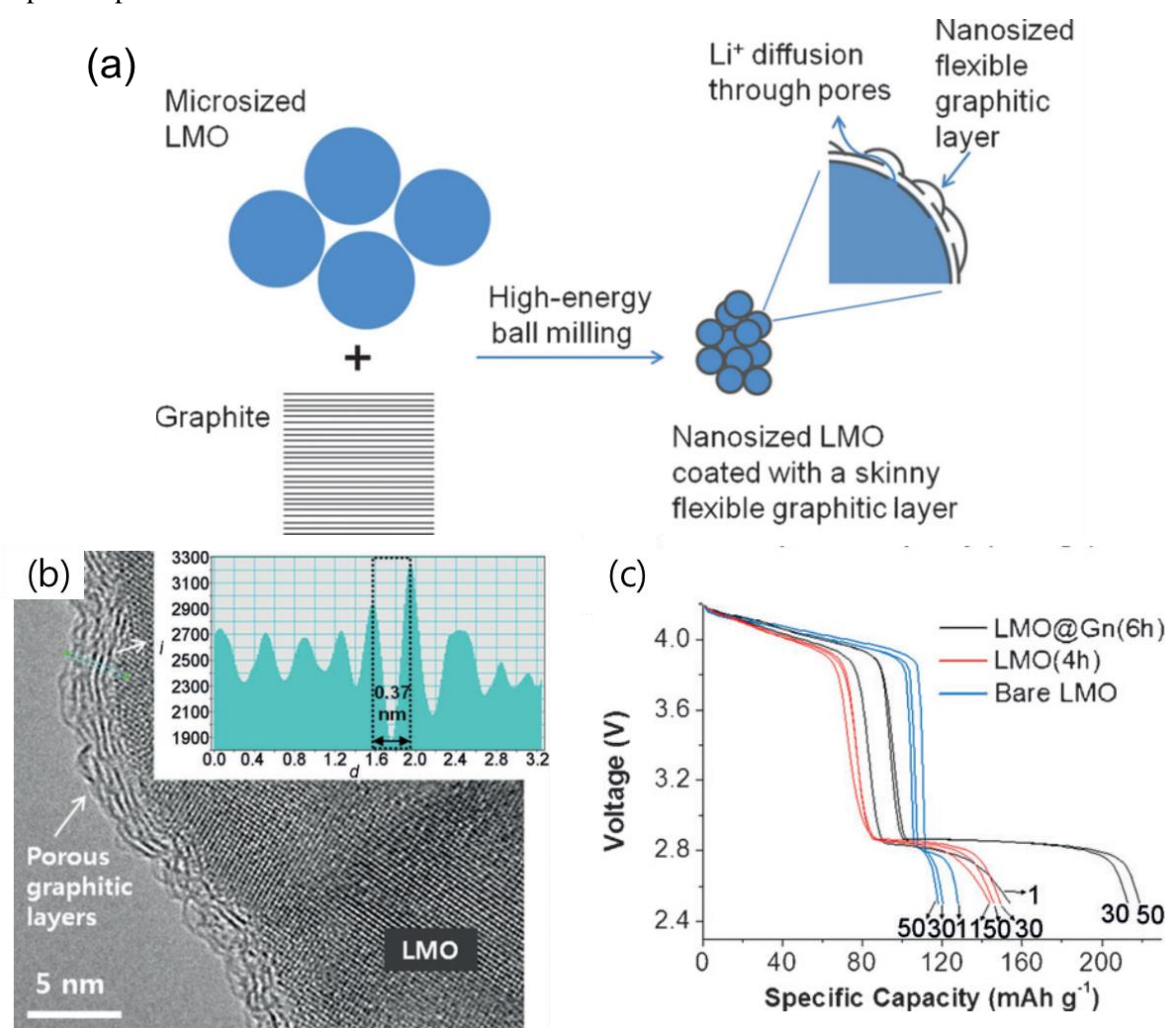 (a)
Microsized
LMO
+
Graphite
High-energy
ball milling
Li⁺ diffusion
through pores
Nanosized
flexible
graphitic
layer
Nanosized LMO
coated with a skinny
flexible graphitic layer
(b)
3300
3100
2900
2700
i
2500
2300
2100
1900
0.37
nm
0.0 0.4 0.8 1.2 1.6 2.0 2.4 2.8 3.2
d
Porous
graphitic
layers
LMO
5 nm
(c)
LMO@Gn(6h)
LMO(4h)
Bare LMO
Voltage (V)
4.0
3.6
3.2
2.8
2.4
1
50 30 1 1 50 30
30 50
0 40 80 120 160 200
Specific Capacity (mAh g⁻¹)